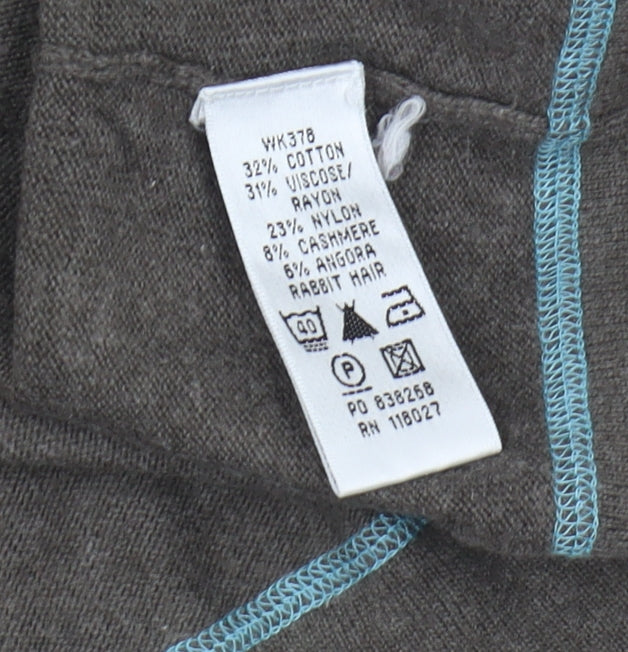 WK378
32% COTTON
31% VISCOSE/
RAYON
23% NYLON
8% CASHMERE
6% ANGORA
RABBIT HAIR
40
P
PO 838268
RN 118027